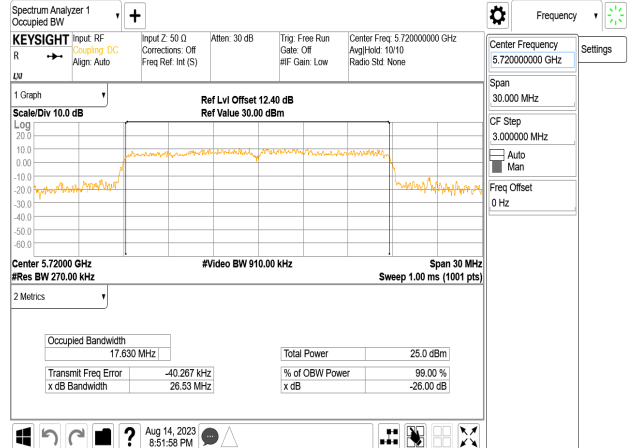 Spectrum Analyzer 1
Occupied BW
Frequency
KEYSIGHT
R
Input: RF
Coupling: DC
Align: Auto
Input Z: 50 Ω
Corrections: Off
Freq Ref: Int (S)
Atten: 30 dB
Trig: Free Run
Gate: Off
#IF Gain: Low
Center Freq: 5.720000000 GHz
Avg|Hold: 10/10
Radio Std: None
LXI
1 Graph
Scale/Div 10.0 dB
Ref Lvl Offset 12.40 dB
Ref Value 30.00 dBm
Log
20.0
10.0
0.00
-10.0
-20.0
-30.0
-40.0
-50.0
-60.0
Center 5.72000 GHz
#Res BW 270.00 kHz
#Video BW 910.00 kHz
Span 30 MHz
Sweep 1.00 ms (1001 pts)
2 Metrics
Occupied Bandwidth
17.630 MHz
Transmit Freq Error -40.267 kHz
x dB Bandwidth 26.53 MHz
Total Power 25.0 dBm
% of OBW Power 99.00 %
x dB -26.00 dB
Aug 14, 2023
8:51:58 PM
Center Frequency
5.720000000 GHz
Span
30.000 MHz
CF Step
3.000000 MHz
Auto
Man
Freq Offset
0 Hz
Settings